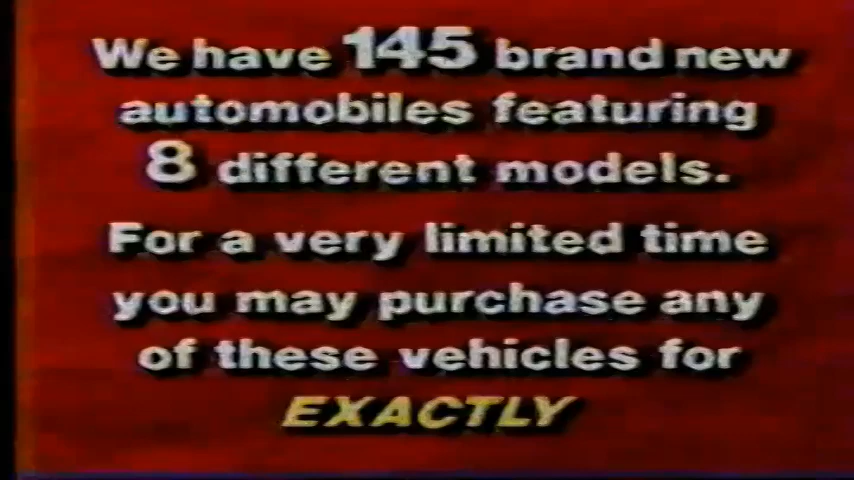 We have 145 brand new
automobiles featuring
8 different models.
For a very limited time
you may purchase any
of these vehicles for
EXACTLY